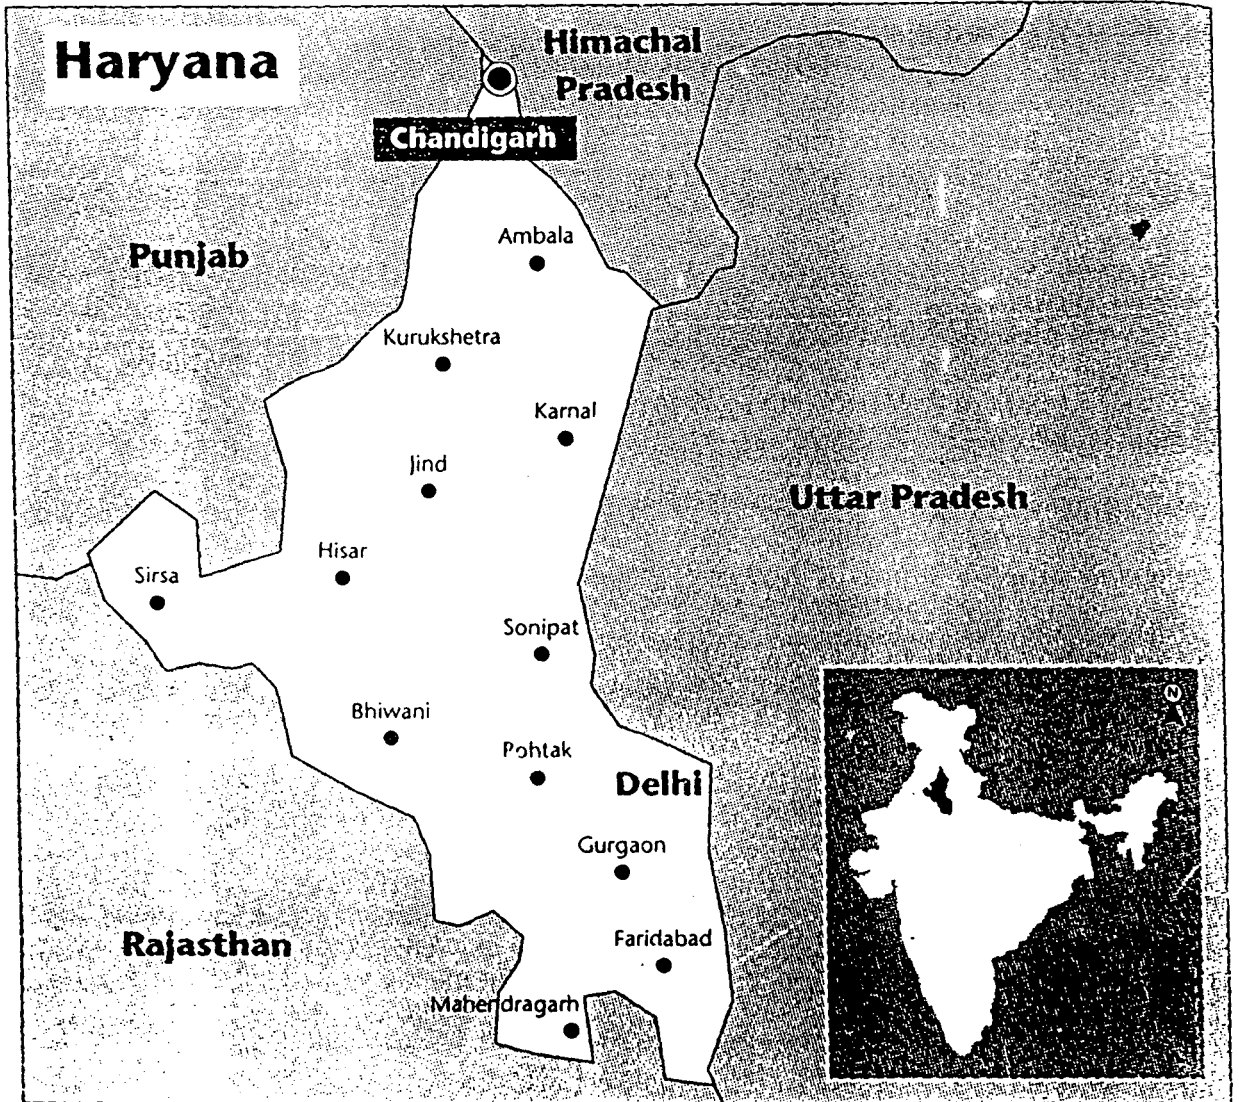 Haryana
Himachal
Pradesh
Chandigarh
Punjab
Ambala
Kurukshetra
Karnal
Jind
Uttar Pradesh
Hisar
Sirsa
Sonipat
Bhiwani
Pohtak
Delhi
Gurgaon
Rajasthan
Faridabad
Mahendragarh
N